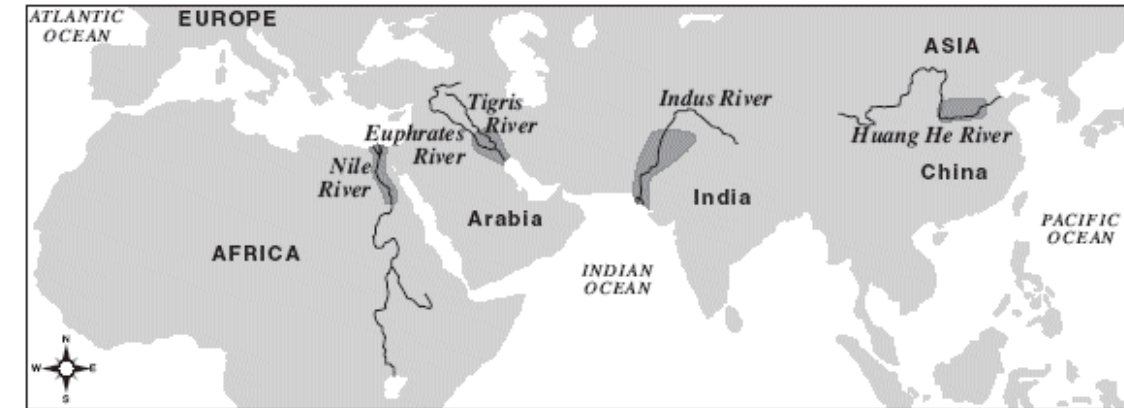 ATLANTIC
OCEAN
EUROPE
ASIA
Tigris
River
Indus River
Euphrates
River
Huang He River
Nile
River
China
India
Arabia
PACIFIC
OCEAN
AFRICA
INDIAN
OCEAN
N
W
E
S